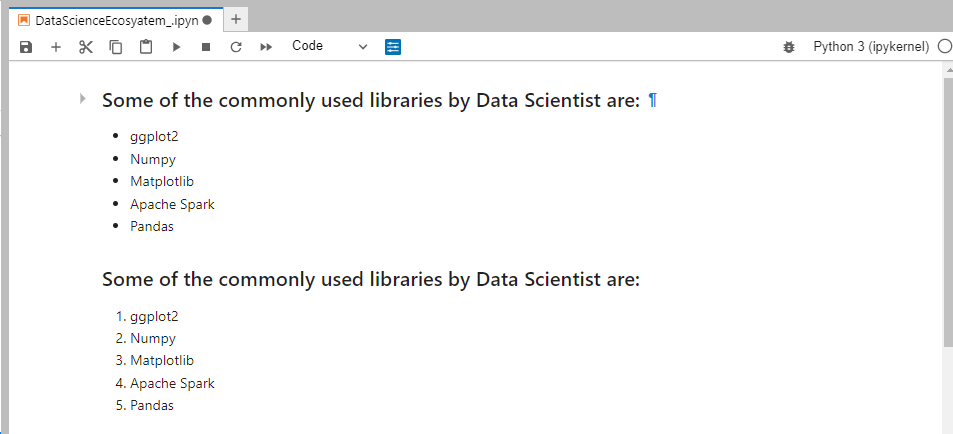 DataScienceEcosyatem_.ipyn
Code
Python 3 (ipykernel)
Some of the commonly used libraries by Data Scientist are: ¶
• ggplot2
• Numpy
• Matplotlib
• Apache Spark
• Pandas
Some of the commonly used libraries by Data Scientist are:
1. ggplot2
2. Numpy
3. Matplotlib
4. Apache Spark
5. Pandas